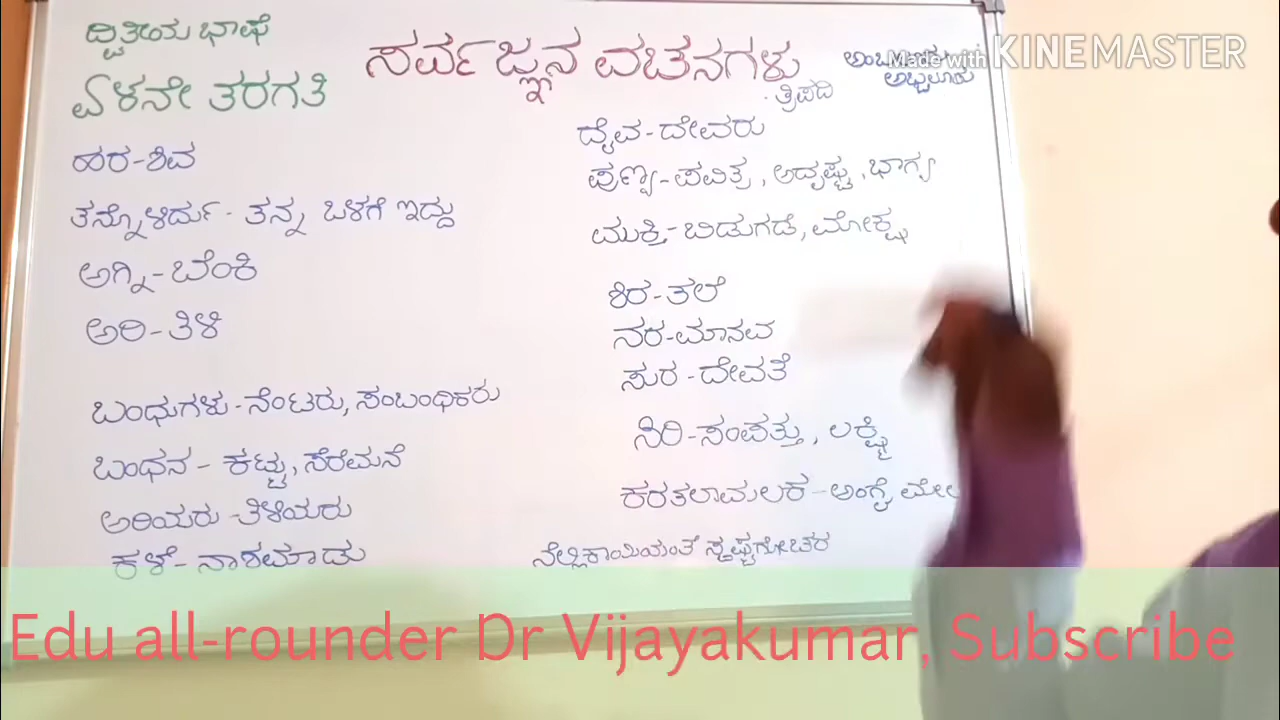 ದ್ವಿತೀಯ ಭಾಷೆ
ಏಳನೇ ತರಗತಿ
ಸರ್ವಜ್ಞನ ವಚನಗಳು
ತ್ರಿಪದಿ
ಅಬ್ಬಲೂರು
Made with KINEMASTER
ಹರ-ಶಿವ
ತನ್ನೊಳಿರ್ದು - ತನ್ನ ಒಳಗೆ ಇದ್ದು
ಅಗ್ನಿ-ಬೆಂಕಿ
ಅರಿ-ತಿಳಿ
ಬಂಧುಗಳು-ನೆಂಟರು, ಸಂಬಂಧಿಕರು
ಬಂಧನ - ಕಟ್ಟು, ಸೆರೆಮನೆ
ಅರಿಯರು -ತಿಳಿಯರು
ಕಳೆ- ನಾಶಮಾಡು
ದೈವ-ದೇವರು
ಪುಣ್ಯ-ಪವಿತ್ರ, ಅದೃಷ್ಟ, ಭಾಗ್ಯ
ಮುಕ್ತಿ-ಬಿಡುಗಡೆ, ಮೋಕ್ಷ
ಶಿರ-ತಲೆ
ನರ-ಮಾನವ
ಸುರ-ದೇವತೆ
ಸಿರಿ-ಸಂಪತ್ತು, ಲಕ್ಷ್ಮಿ
ಕರತಲಾಮಲಕ-ಅಂಗೈ
ನೆಲ್ಲಿಕಾಯಿಯಂತೆ ಸ್ಪಷ್ಟಗೋಚರ
Edu all-rounder Dr Vijayakumar, Subscribe